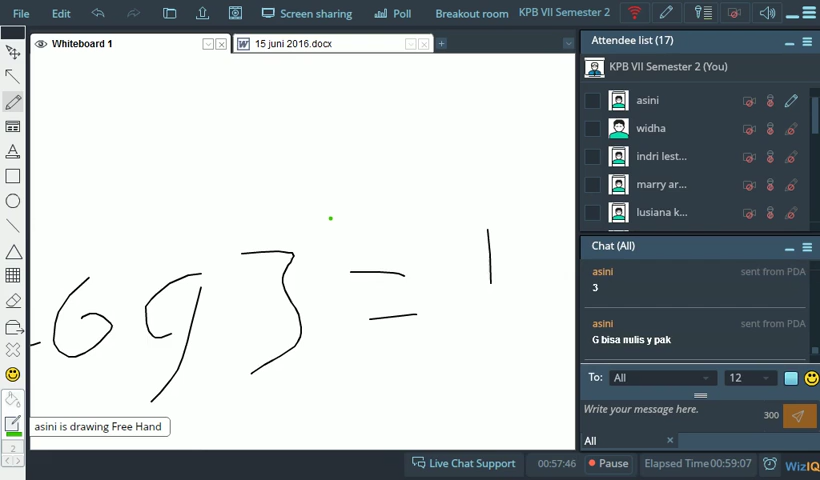 File Edit Screen sharing Poll Breakout room KPB VII Semester 2
Whiteboard 1 15 juni 2016.docx
693 = 1
asini is drawing Free Hand
2
Attendee list (17)
KPB VII Semester 2 (You)
asini
widha
indri lest...
marry ar...
lusiana k...
Chat (All)
asini sent from PDA
3
asini sent from PDA
G bisa nulis y pak
To: All 12
Write your message here. 300
All
Live Chat Support 00:57:46 Pause Elapsed Time 00:59:07 WizIQ